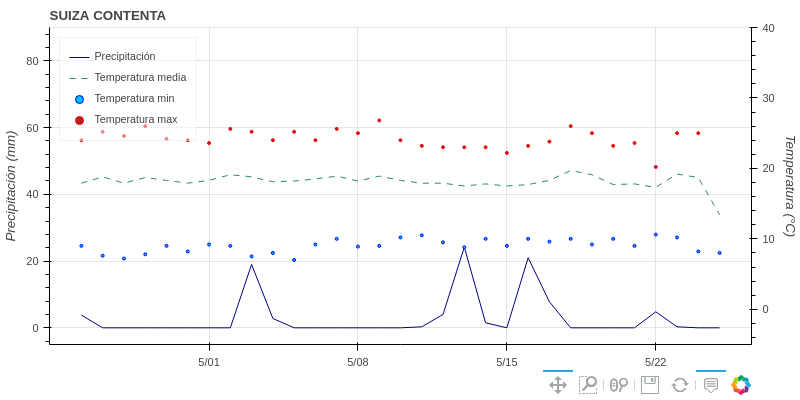 SUIZA CONTENTA
Precipitación
Temperatura media
Temperatura min
Temperatura max
Precipitación (mm)
80
60
40
20
0
Temperatura (°C)
40
30
20
10
0
5/01
5/08
5/15
5/22